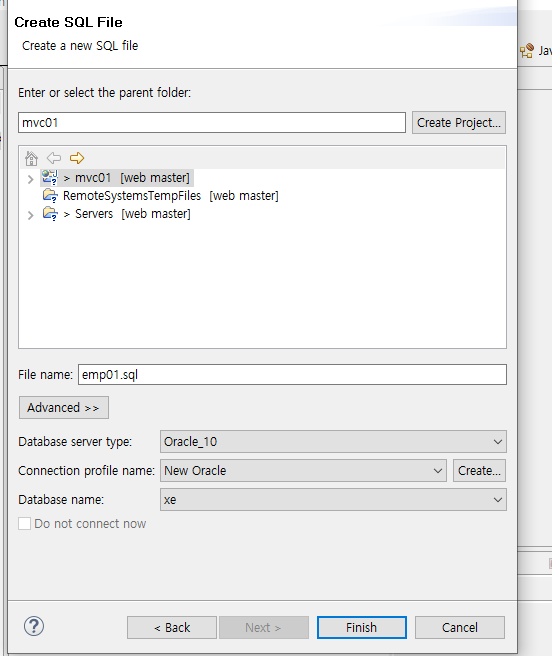 Create SQL File
Create a new SQL file
Jav
Enter or select the parent folder:
mvc01
Create Project...
> mvc01 [web master]
RemoteSystemsTempFiles [web master]
> Servers [web master]
File name: emp01.sql
Advanced >>
Database server type: Oracle_10
Connection profile name: New Oracle
Create...
Database name: xe
Do not connect now
?
< Back
Next >
Finish
Cancel